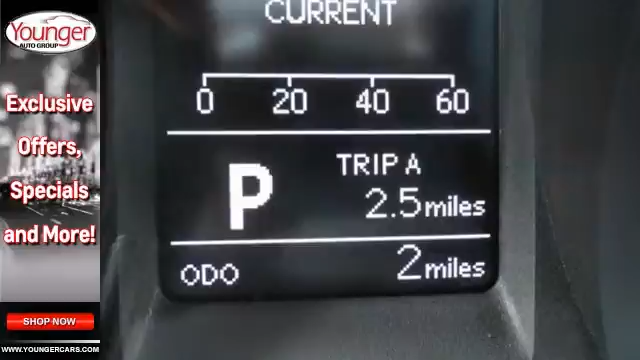 Younger
AUTO GROUP
Exclusive
Offers,
Specials
and More!
SHOP NOW
WWW.YOUNGERCARS.COM
CURRENT
0 20 40 60
P
TRIP A
2.5 miles
ODO 2 miles